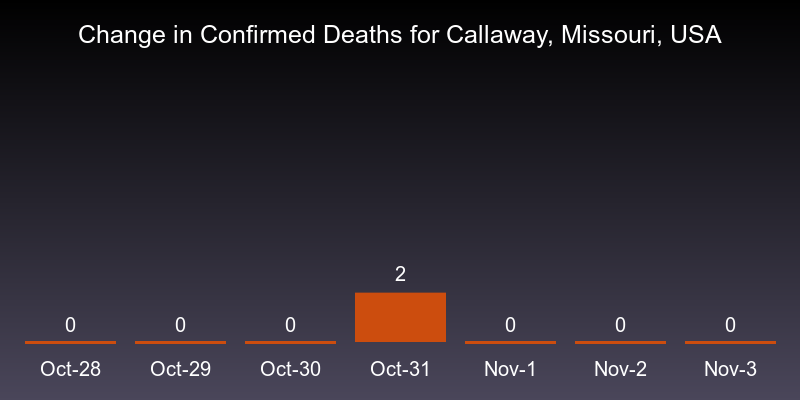 Change in Confirmed Deaths for Callaway, Missouri, USA
2
0 0 0 0 0 0
Oct-28 Oct-29 Oct-30 Oct-31 Nov-1 Nov-2 Nov-3